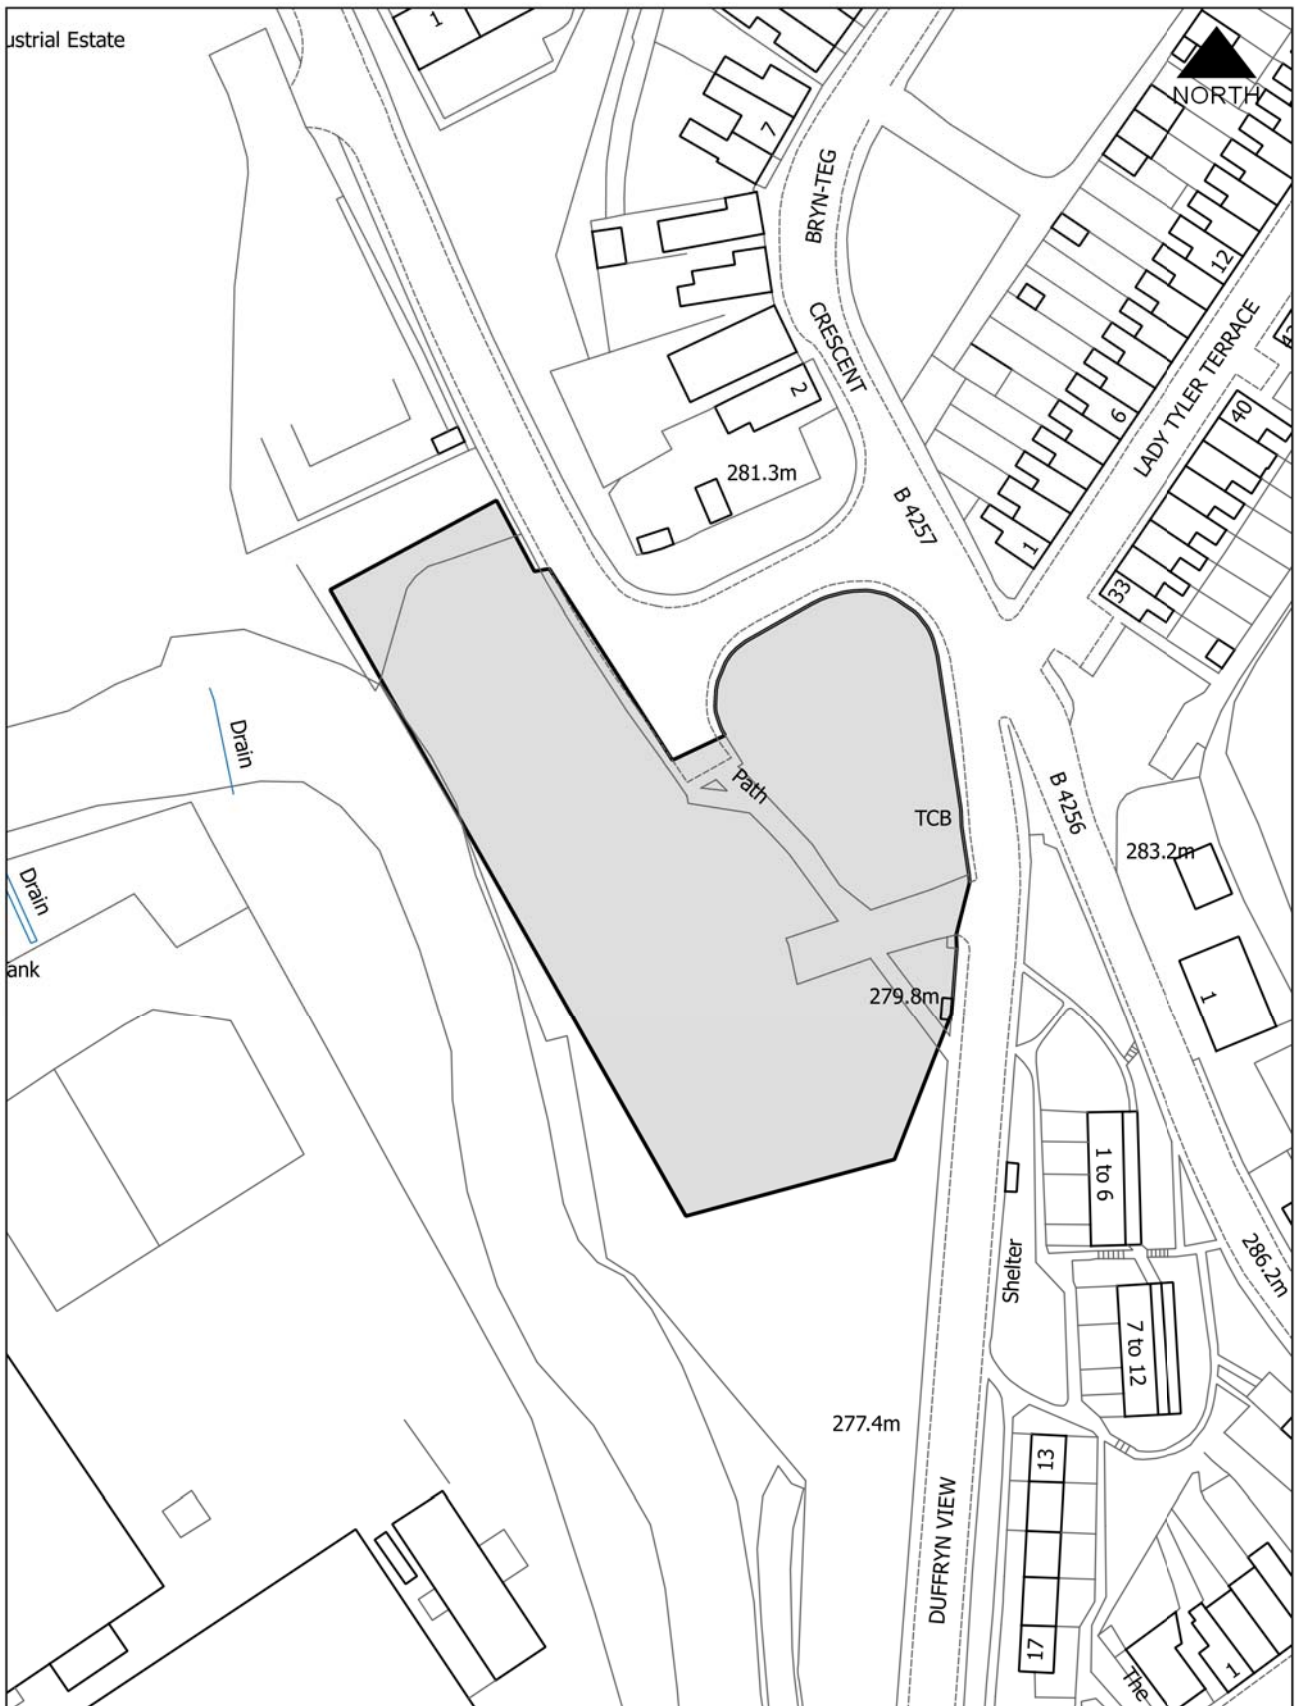 ustrial Estate
1
NORTH
7
BRYN-TEG
CRESCENT
12
2
LADY TYLER TERRACE
6
40
281.3m
B 4257
1
33
Drain
Path
B 4256
TCB
283.2m
Drain
ank
279.8m
1
1 to 6
Shelter
286.2m
7 to 12
277.4m
13
DUFFRYN VIEW
17
The
1